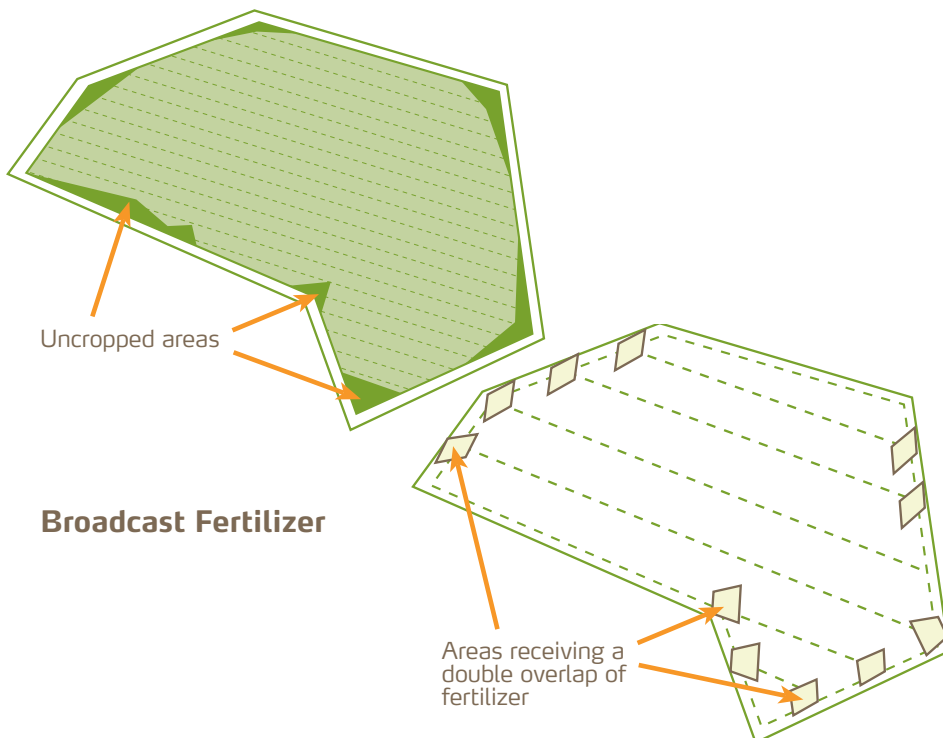 Uncropped areas
Broadcast Fertilizer
Areas receiving a
double overlap of
fertilizer